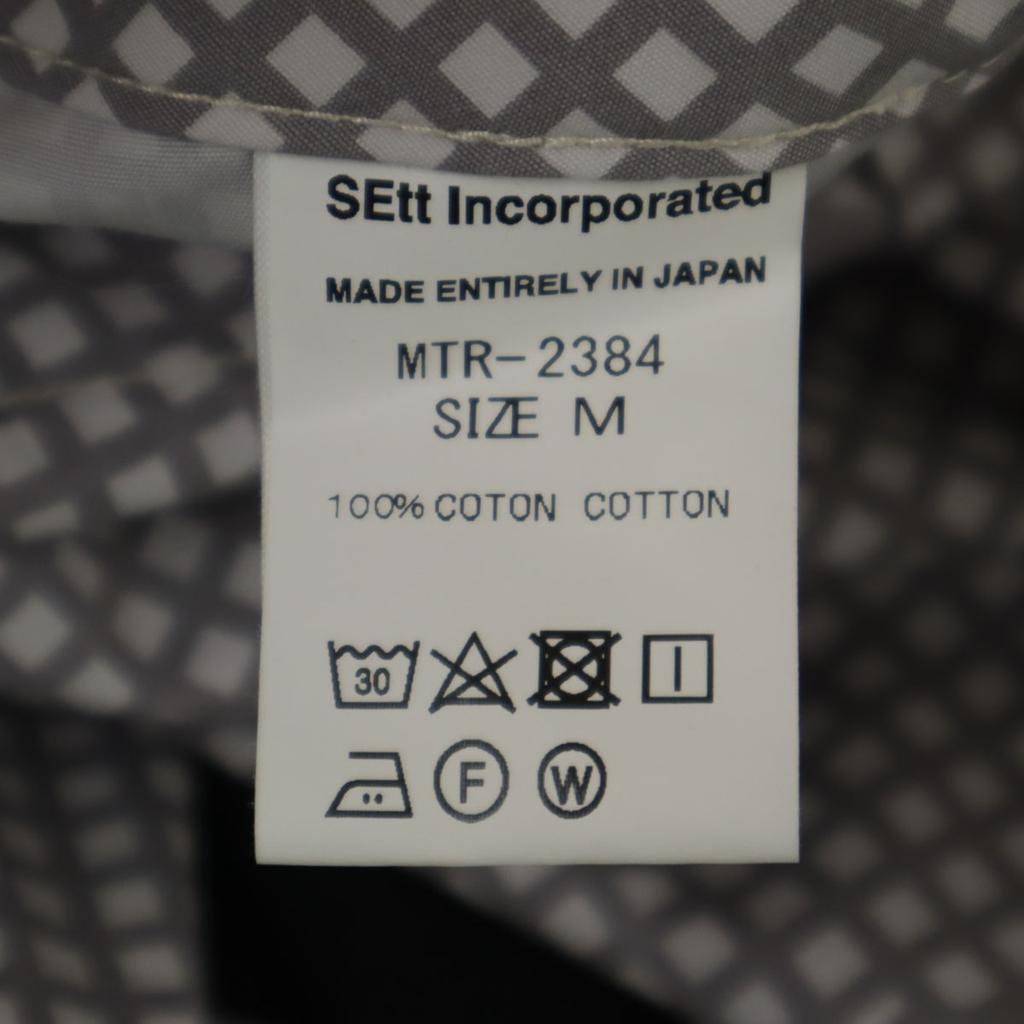 SEtt Incorporated
MADE ENTIRELY IN JAPAN
MTR-2384
SIZE M
100% COTON COTTON
30
F W